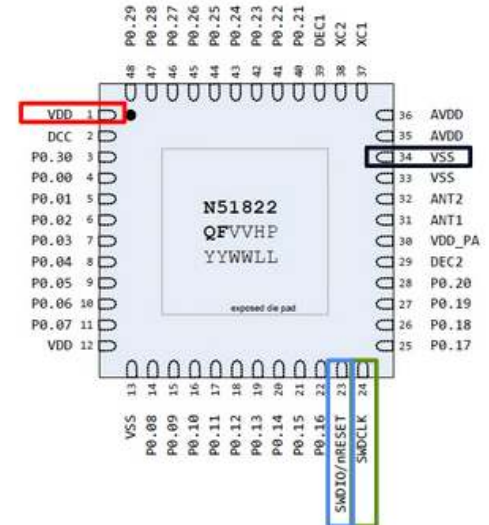 P0.29 P0.28 P0.27 P0.26 P0.25 P0.24 P0.23 P0.22 P0.21 DEC1 XC2 XC1
48 47 46 45 44 43 42 41 40 39 38 37
VDD 1
DCC 2
P0.30 3
P0.00 4
P0.01 5
P0.02 6
P0.03 7
P0.04 8
P0.05 9
P0.06 10
P0.07 11
VDD 12
N51822
QFVVHP
YYWWLL
exposed die pad
36 AVDD
35 AVDD
34 VSS
33 VSS
32 ANT2
31 ANT1
30 VDD_PA
29 DEC2
28 P0.20
27 P0.19
26 P0.18
25 P0.17
13 14 15 16 17 18 19 20 21 22 23 24
VSS P0.08 P0.09 P0.10 P0.11 P0.12 P0.13 P0.14 P0.15 P0.16 SWDIO/nRESET SWDCLK